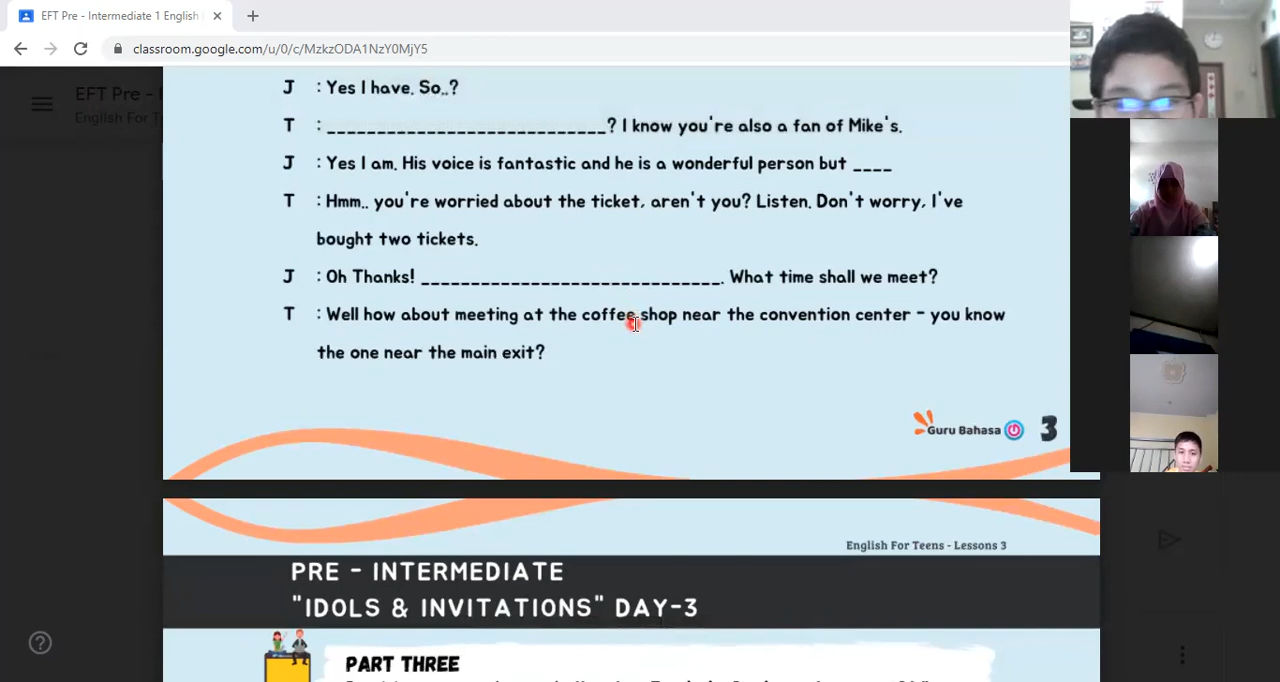 EFT Pre - Intermediate 1 English
classroom.google.com/u/0/c/MzkzODA1NzY0MjY5
EFT Pre -
English For T
J : Yes I have. So..?
T : ____________________________? I know you're also a fan of Mike's.
J : Yes I am. His voice is fantastic and he is a wonderful person but ____
T : Hmm.. you're worried about the ticket, aren't you? Listen. Don't worry, I've
bought two tickets.
J : Oh Thanks! ______________________________. What time shall we meet?
T : Well how about meeting at the coffee shop near the convention center - you know
the one near the main exit?
Guru Bahasa 3
English For Teens - Lessons 3
PRE - INTERMEDIATE
"IDOLS & INVITATIONS" DAY-3
PART THREE